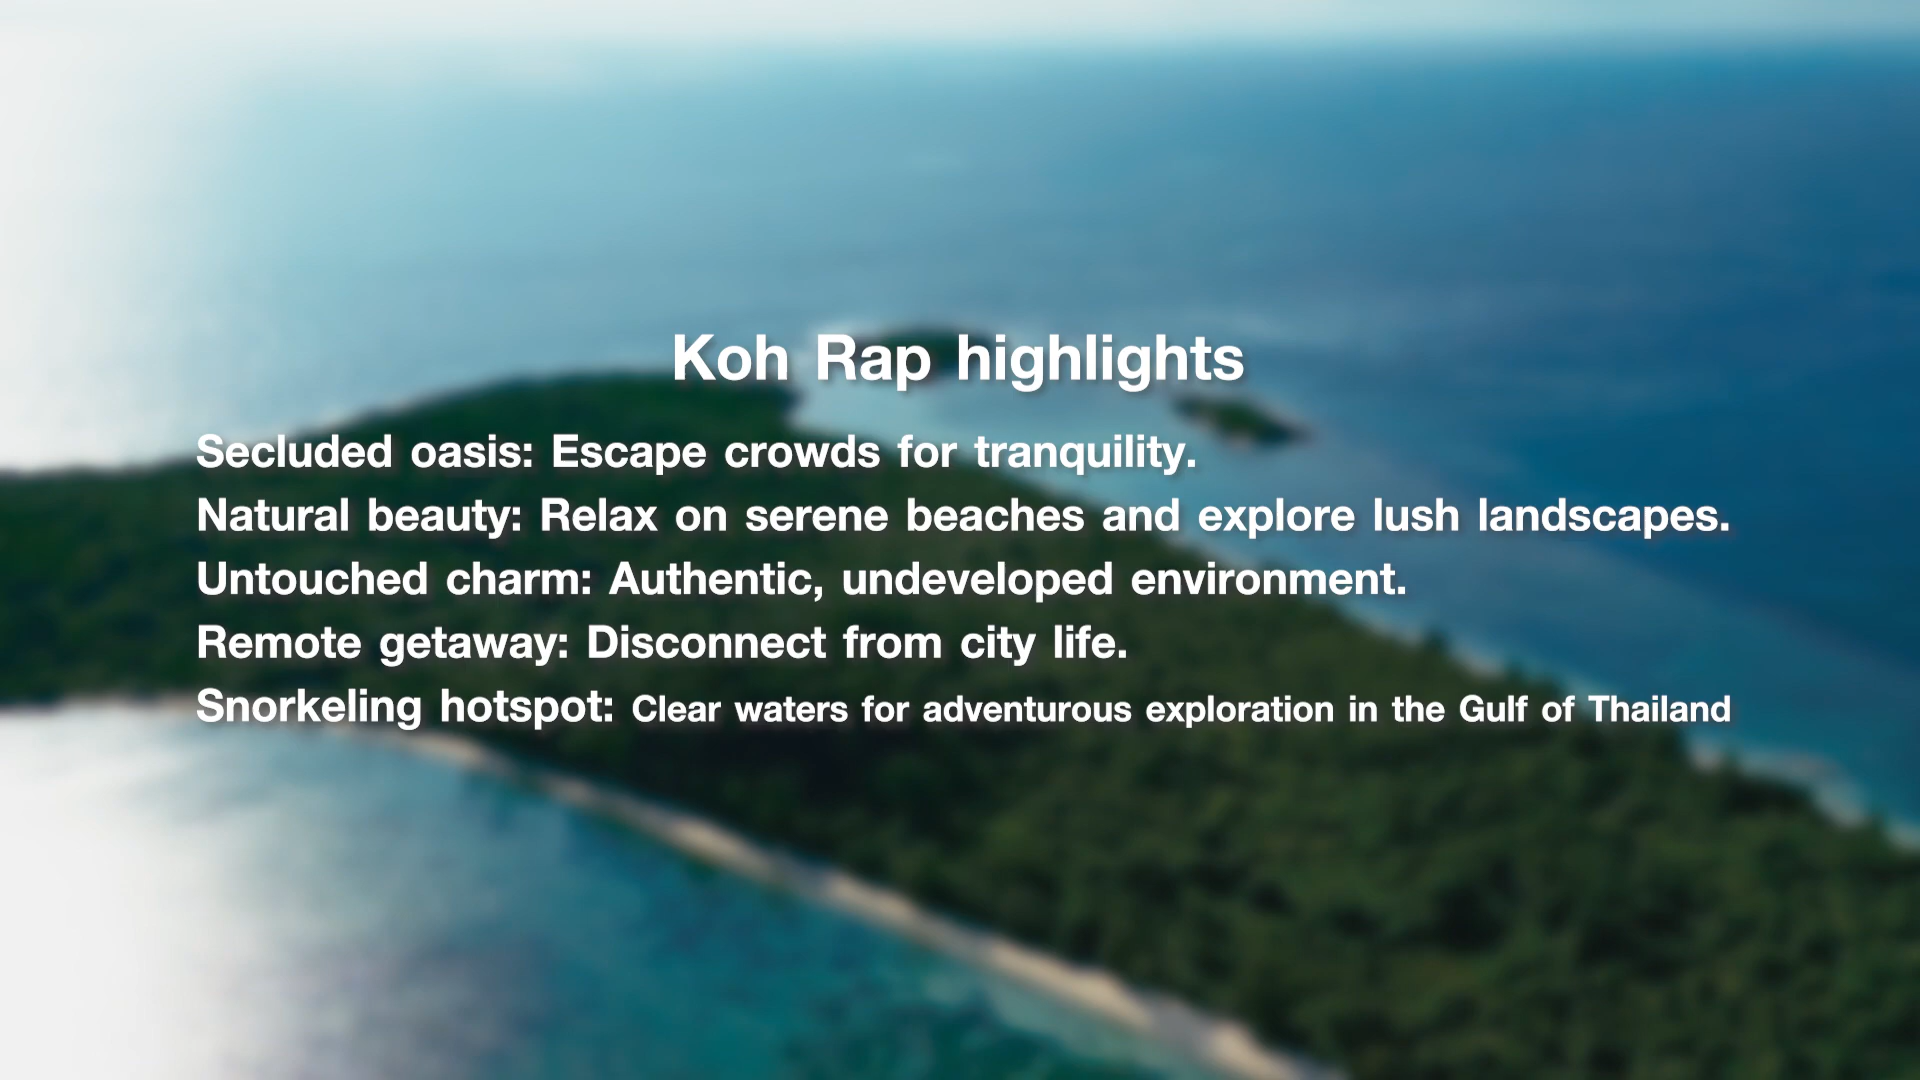 Koh Rap highlights
Secluded oasis: Escape crowds for tranquility.
Natural beauty: Relax on serene beaches and explore lush landscapes.
Untouched charm: Authentic, undeveloped environment.
Remote getaway: Disconnect from city life.
Snorkeling hotspot: Clear waters for adventurous exploration in the Gulf of Thailand